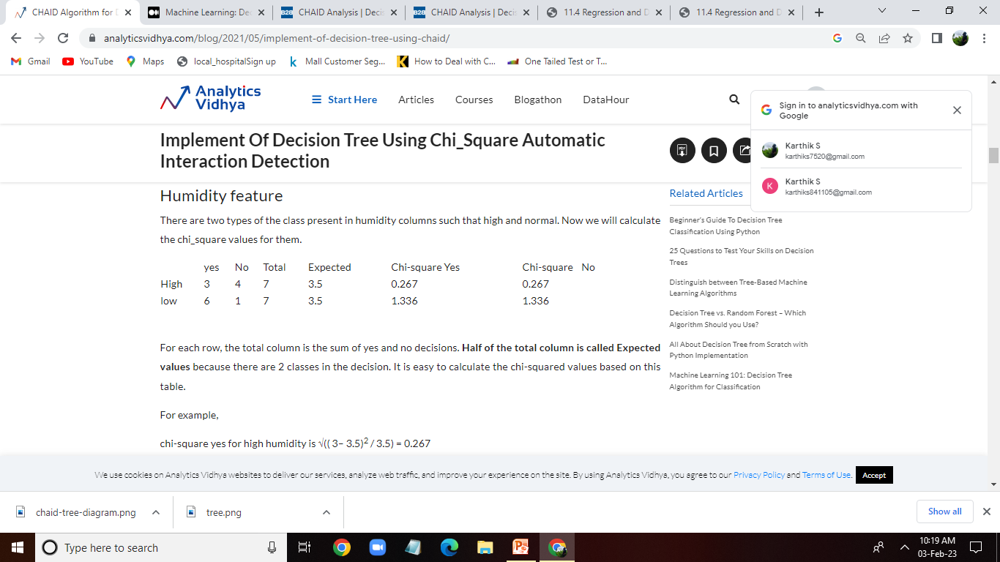 CHAID Algorithm for D
Machine Learning: De
B2B CHAID Analysis | Decis
B2B CHAID Analysis | Decis
11.4 Regression and D
11.4 Regression and D
analyticsvidhya.com/blog/2021/05/implement-of-decision-tree-using-chaid/
Gmail YouTube Maps local_hospitalSign up Mall Customer Seg... How to Deal with C... One Tailed Test or T...
Analytics
Vidhya
Start Here Articles Courses Blogathon DataHour
Sign in to analyticsvidhya.com with
Google
Karthik S
karthiks7520@gmail.com
K Karthik S
karthiks841105@gmail.com
Implement Of Decision Tree Using Chi_Square Automatic
Interaction Detection
PDF
Humidity feature
There are two types of the class present in humidity columns such that high and normal. Now we will calculate
the chi_square values for them.
yes No Total Expected Chi-square Yes Chi-square No
High 3 4 7 3.5 0.267 0.267
low 6 1 7 3.5 1.336 1.336
For each row, the total column is the sum of yes and no decisions. Half of the total column is called Expected
values because there are 2 classes in the decision. It is easy to calculate the chi-squared values based on this
table.
For example,
chi-square yes for high humidity is √(( 3– 3.5)2 / 3.5) = 0.267
Related Articles
Beginner's Guide To Decision Tree
Classification Using Python
25 Questions to Test Your Skills on Decision
Trees
Distinguish between Tree-Based Machine
Learning Algorithms
Decision Tree vs. Random Forest – Which
Algorithm Should you Use?
All About Decision Tree from Scratch with
Python Implementation
Machine Learning 101: Decision Tree
Algorithm for Classification
We use cookies on Analytics Vidhya websites to deliver our services, analyze web traffic, and improve your experience on the site. By using Analytics Vidhya, you agree to our Privacy Policy and Terms of Use. Accept
chaid-tree-diagram.png tree.png Show all
Type here to search
10:19 AM
03-Feb-23